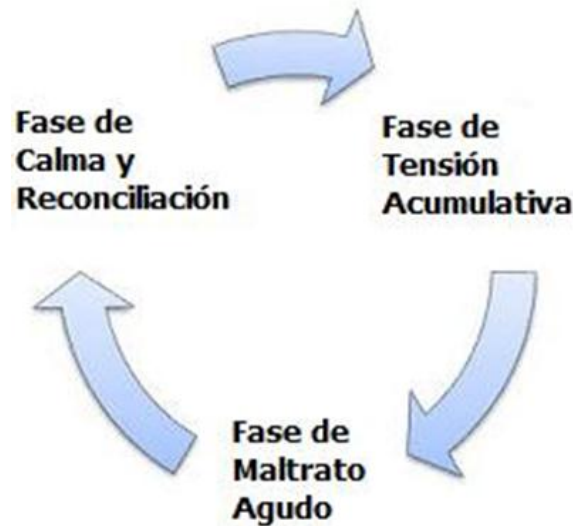 Fase de
Calma y
Reconciliación
Fase de
Tensión
Acumulativa
Fase de
Maltrato
Agudo